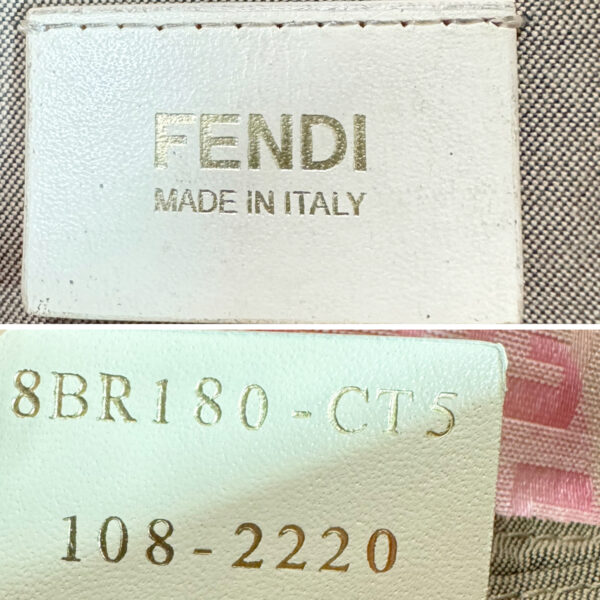 FENDI
MADE IN ITALY
8BR180-CT5
108-2220